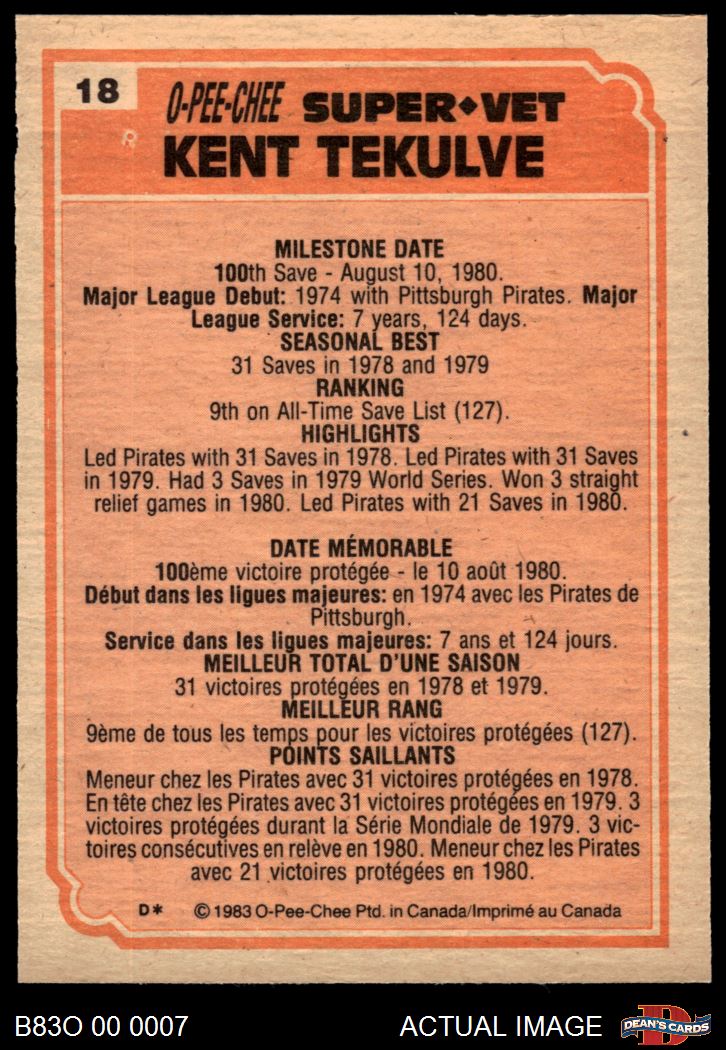 18
O-PEE-CHEE SUPER◆VET
KENT TEKULVE
MILESTONE DATE
100th Save - August 10, 1980.
Major League Debut: 1974 with Pittsburgh Pirates. Major
League Service: 7 years, 124 days.
SEASONAL BEST
31 Saves in 1978 and 1979
RANKING
9th on All-Time Save List (127).
HIGHLIGHTS
Led Pirates with 31 Saves in 1978. Led Pirates with 31 Saves
in 1979. Had 3 Saves in 1979 World Series. Won 3 straight
relief games in 1980. Led Pirates with 21 Saves in 1980.
DATE MÉMORABLE
100ème victoire protégée - le 10 août 1980.
Début dans les ligues majeures: en 1974 avec les Pirates de
Pittsburgh.
Service dans les ligues majeures: 7 ans et 124 jours.
MEILLEUR TOTAL D'UNE SAISON
31 victoires protégées en 1978 et 1979.
MEILLEUR RANG
9ème de tous les temps pour les victoires protégées (127).
POINTS SAILLANTS
Meneur chez les Pirates avec 31 victoires protégées en 1978.
En tête chez les Pirates avec 31 victoires protégées en 1979. 3
victoires protégées durant la Série Mondiale de 1979. 3 vic-
toires consécutives en relève en 1980. Meneur chez les Pirates
avec 21 victoires protégées en 1980.
D* © 1983 O-Pee-Chee Ptd. in Canada/Imprimé au Canada
B83O 00 0007 ACTUAL IMAGE DEAN'S CARDS